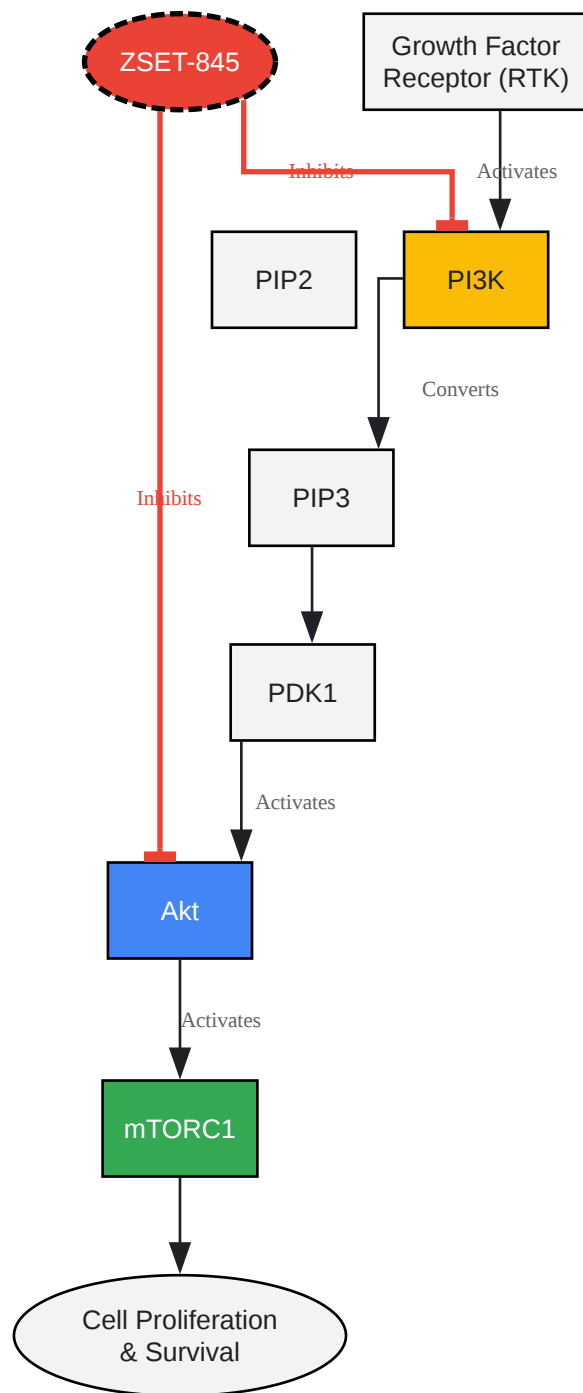 ZSET-845
Growth Factor
Receptor (RTK)
Inhibits
Activates
PIP2
PI3K
Converts
PIP3
Inhibits
PDK1
Activates
Akt
Activates
mTORC1
Cell Proliferation
& Survival